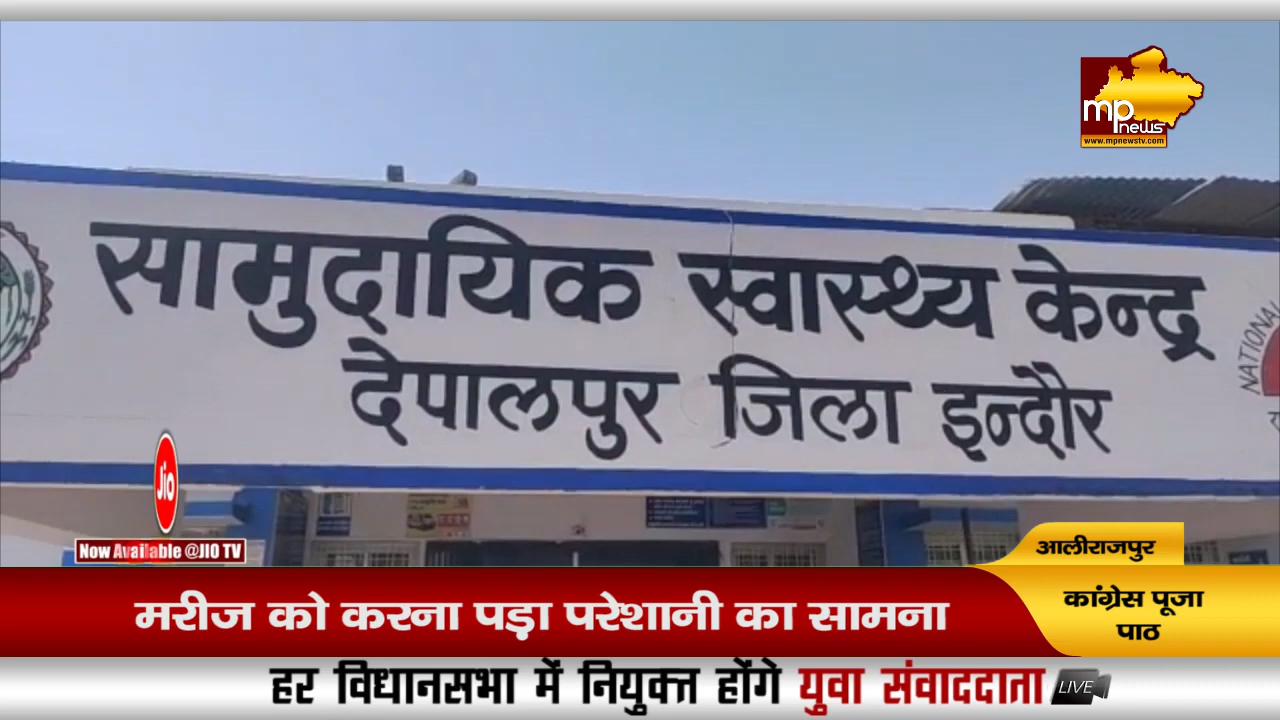 mp
news
www.mpnewstv.com
सामुदायिक स्वास्थ्य केन्द्र
देपालपुर जिला इन्दौर
NATIONAL
Jio
Now Available @JIO TV
आलीराजपुर
मरीज को करना पड़ा परेशानी का सामना
कांग्रेस पूजा
पाठ
हर विधानसभा में नियुक्त होंगे युवा संवाददाता
LIVE